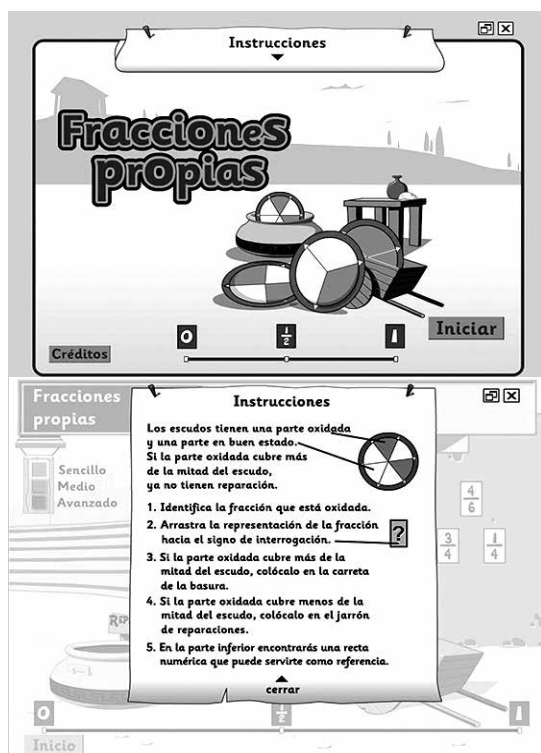 Instrucciones
Fracciones
propias
0
1/2
1
Iniciar
Créditos
Fracciones
propias
Sencillo
Medio
Avanzado
Instrucciones
Los escudos tienen una parte oxidada
y una parte en buen estado.
Si la parte oxidada cubre más
de la mitad del escudo,
ya no tienen reparación.
1. Identifica la fracción que está oxidada.
2. Arrastra la representación de la fracción
hacia el signo de interrogación.
?
3. Si la parte oxidada cubre más de la
mitad del escudo, colócalo en la carreta
de la basura.
4. Si la parte oxidada cubre menos de la
mitad del escudo, colócalo en el jarrón
de reparaciones.
5. En la parte inferior encontrarás una recta
numérica que puede servirte como referencia.
cerrar
4/6
3/4
1/4
0
1/2
1
Inicio